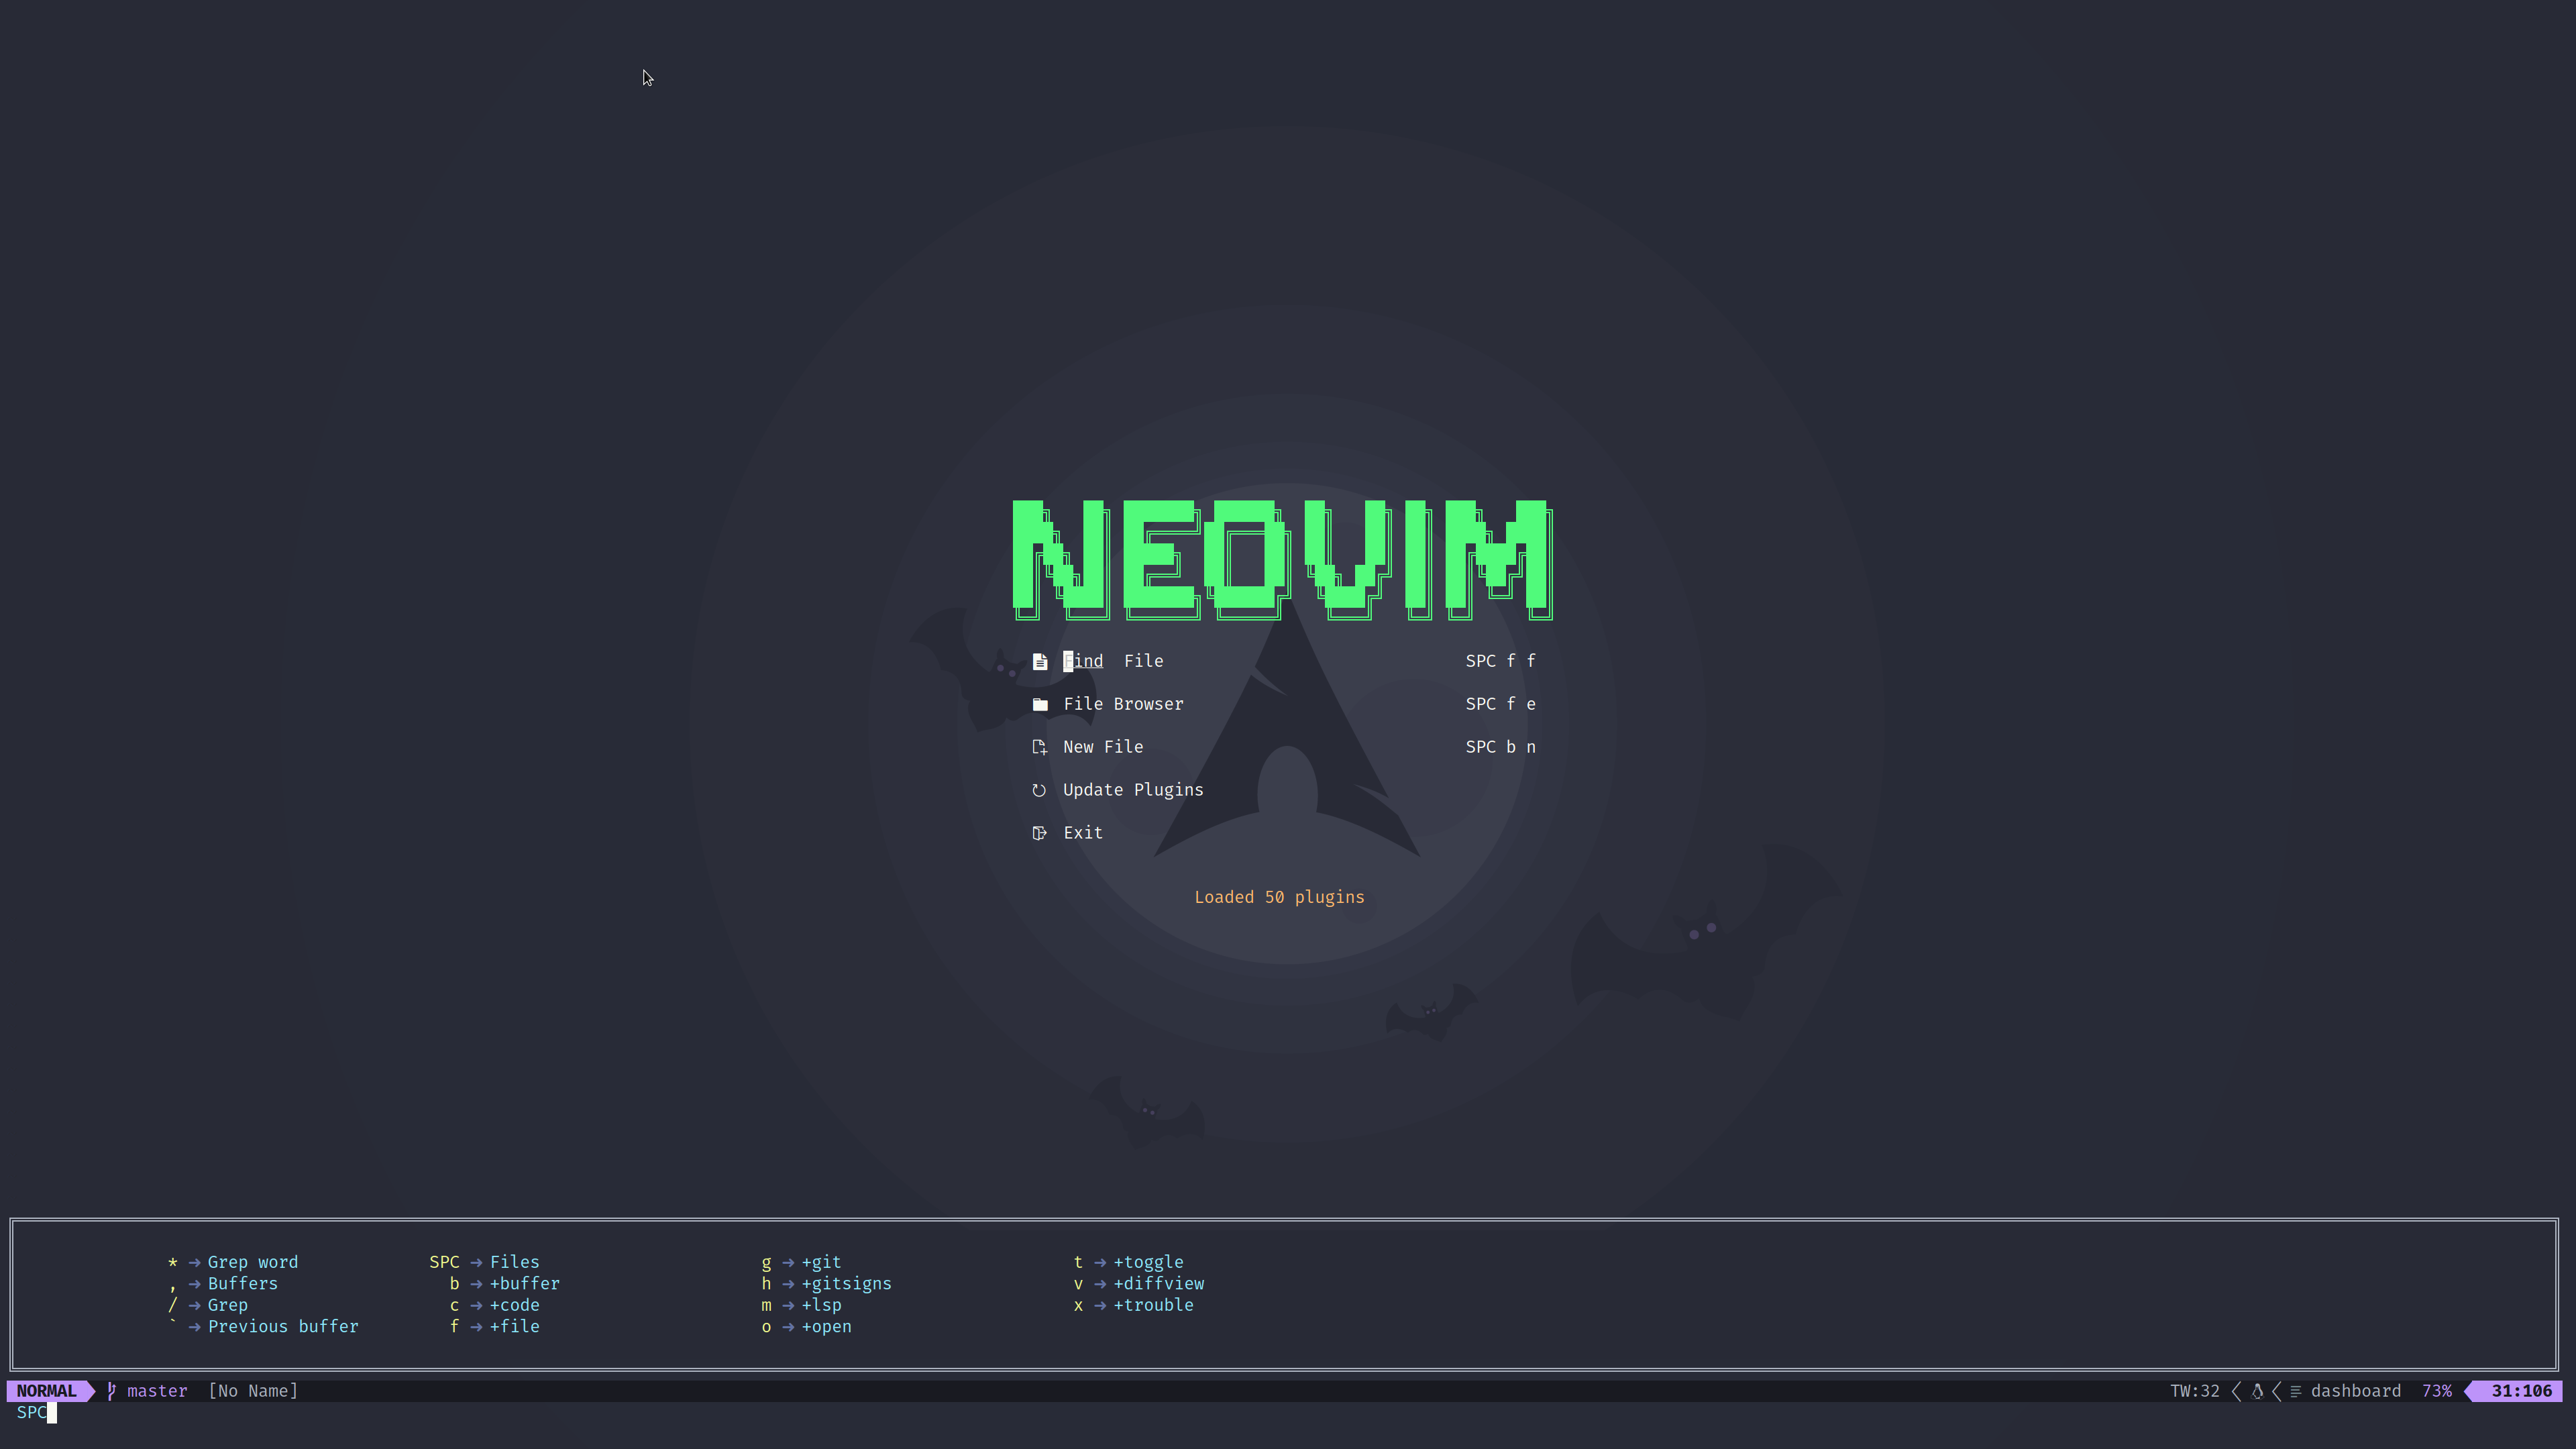 NEOVIM
Find  File SPC f f
File Browser SPC f e
New File SPC b n
Update Plugins
Exit
Loaded 50 plugins
* ➜ Grep word SPC ➜ Files g ➜ +git t ➜ +toggle
, ➜ Buffers b ➜ +buffer h ➜ +gitsigns v ➜ +diffview
/ ➜ Grep c ➜ +code m ➜ +lsp x ➜ +trouble
` ➜ Previous buffer f ➜ +file o ➜ +open
NORMAL master [No Name] TW:32 dashboard 73% 31:106
SPC